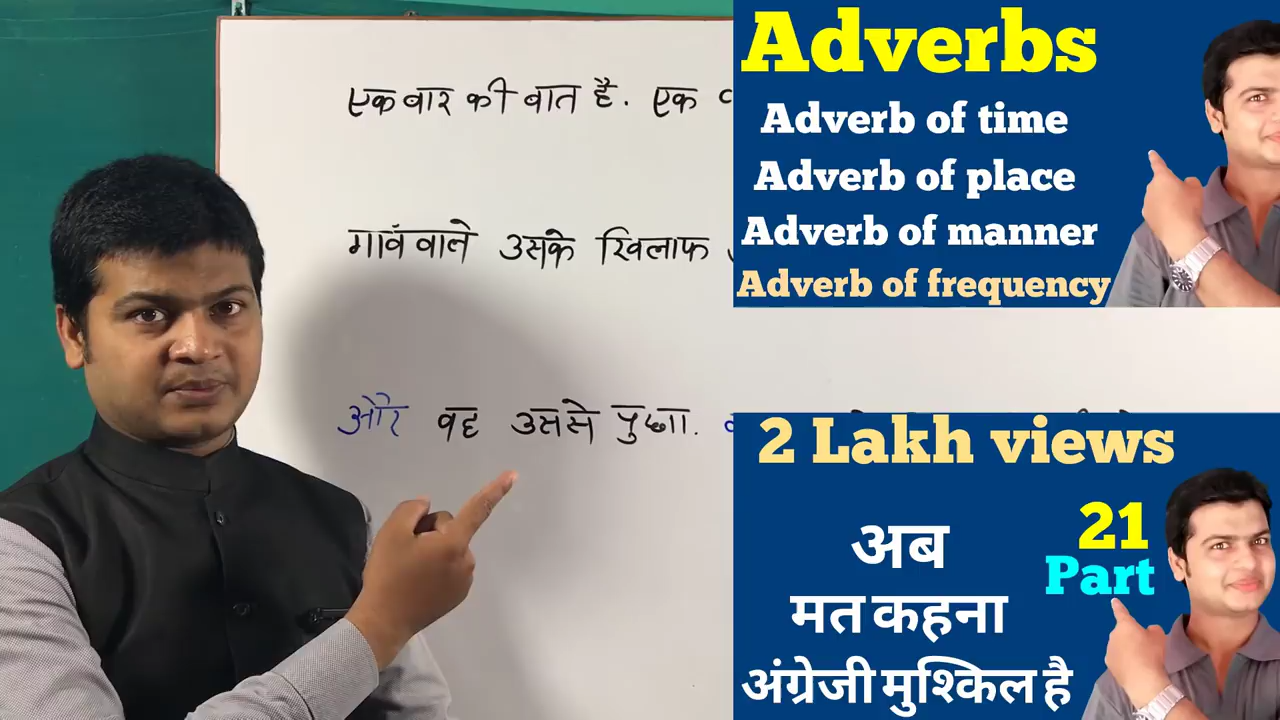 एक बार की बात है. एक
गाँव वाले उसके खिलाफ
और वह उससे पुछा.
Adverbs
Adverb of time
Adverb of place
Adverb of manner
Adverb of frequency
2 Lakh views
21
Part
अब
मत कहना
अंग्रेजी मुश्किल है